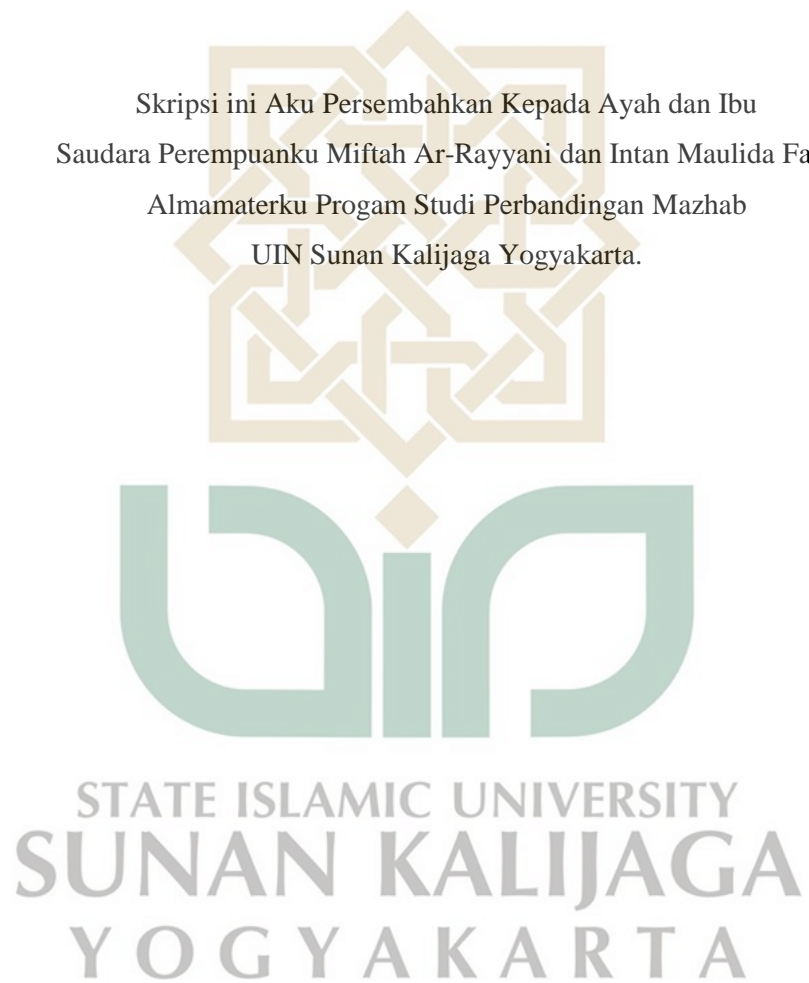 Skripsi ini Aku Persembahkan Kepada Ayah dan Ibu
Saudara Perempuanku Miftah Ar-Rayyani dan Intan Maulida
Almamaterku Progam Studi Perbandingan Mazhab
UIN Sunan Kalijaga Yogyakarta.
STATE ISLAMIC UNIVERSITY
SUNAN KALIJAGA
YOGYAKARTA